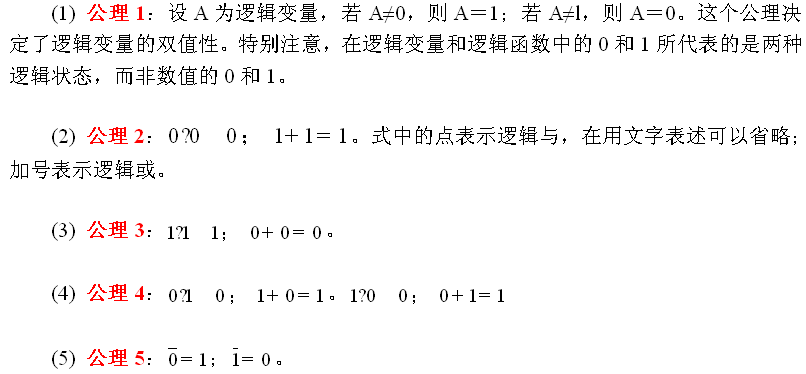 (1) 公理1：设 A 为逻辑变量，若 A≠0，则 A＝1；若 A≠l，则 A＝0。这个公理决
定了逻辑变量的双值性。特别注意，在逻辑变量和逻辑函数中的 0 和 1 所代表的是两种
逻辑状态，而非数值的 0 和 1。
(2) 公理2：0?0 0； 1+1=1。式中的点表示逻辑与，在用文字表述可以省略；
加号表示逻辑或。
(3) 公理3：1?1 1； 0+0=0。
(4) 公理4：0?1 0； 1+0=1。1?0 0； 0+1=1
(5) 公理5：0̅=1；1̅=0。